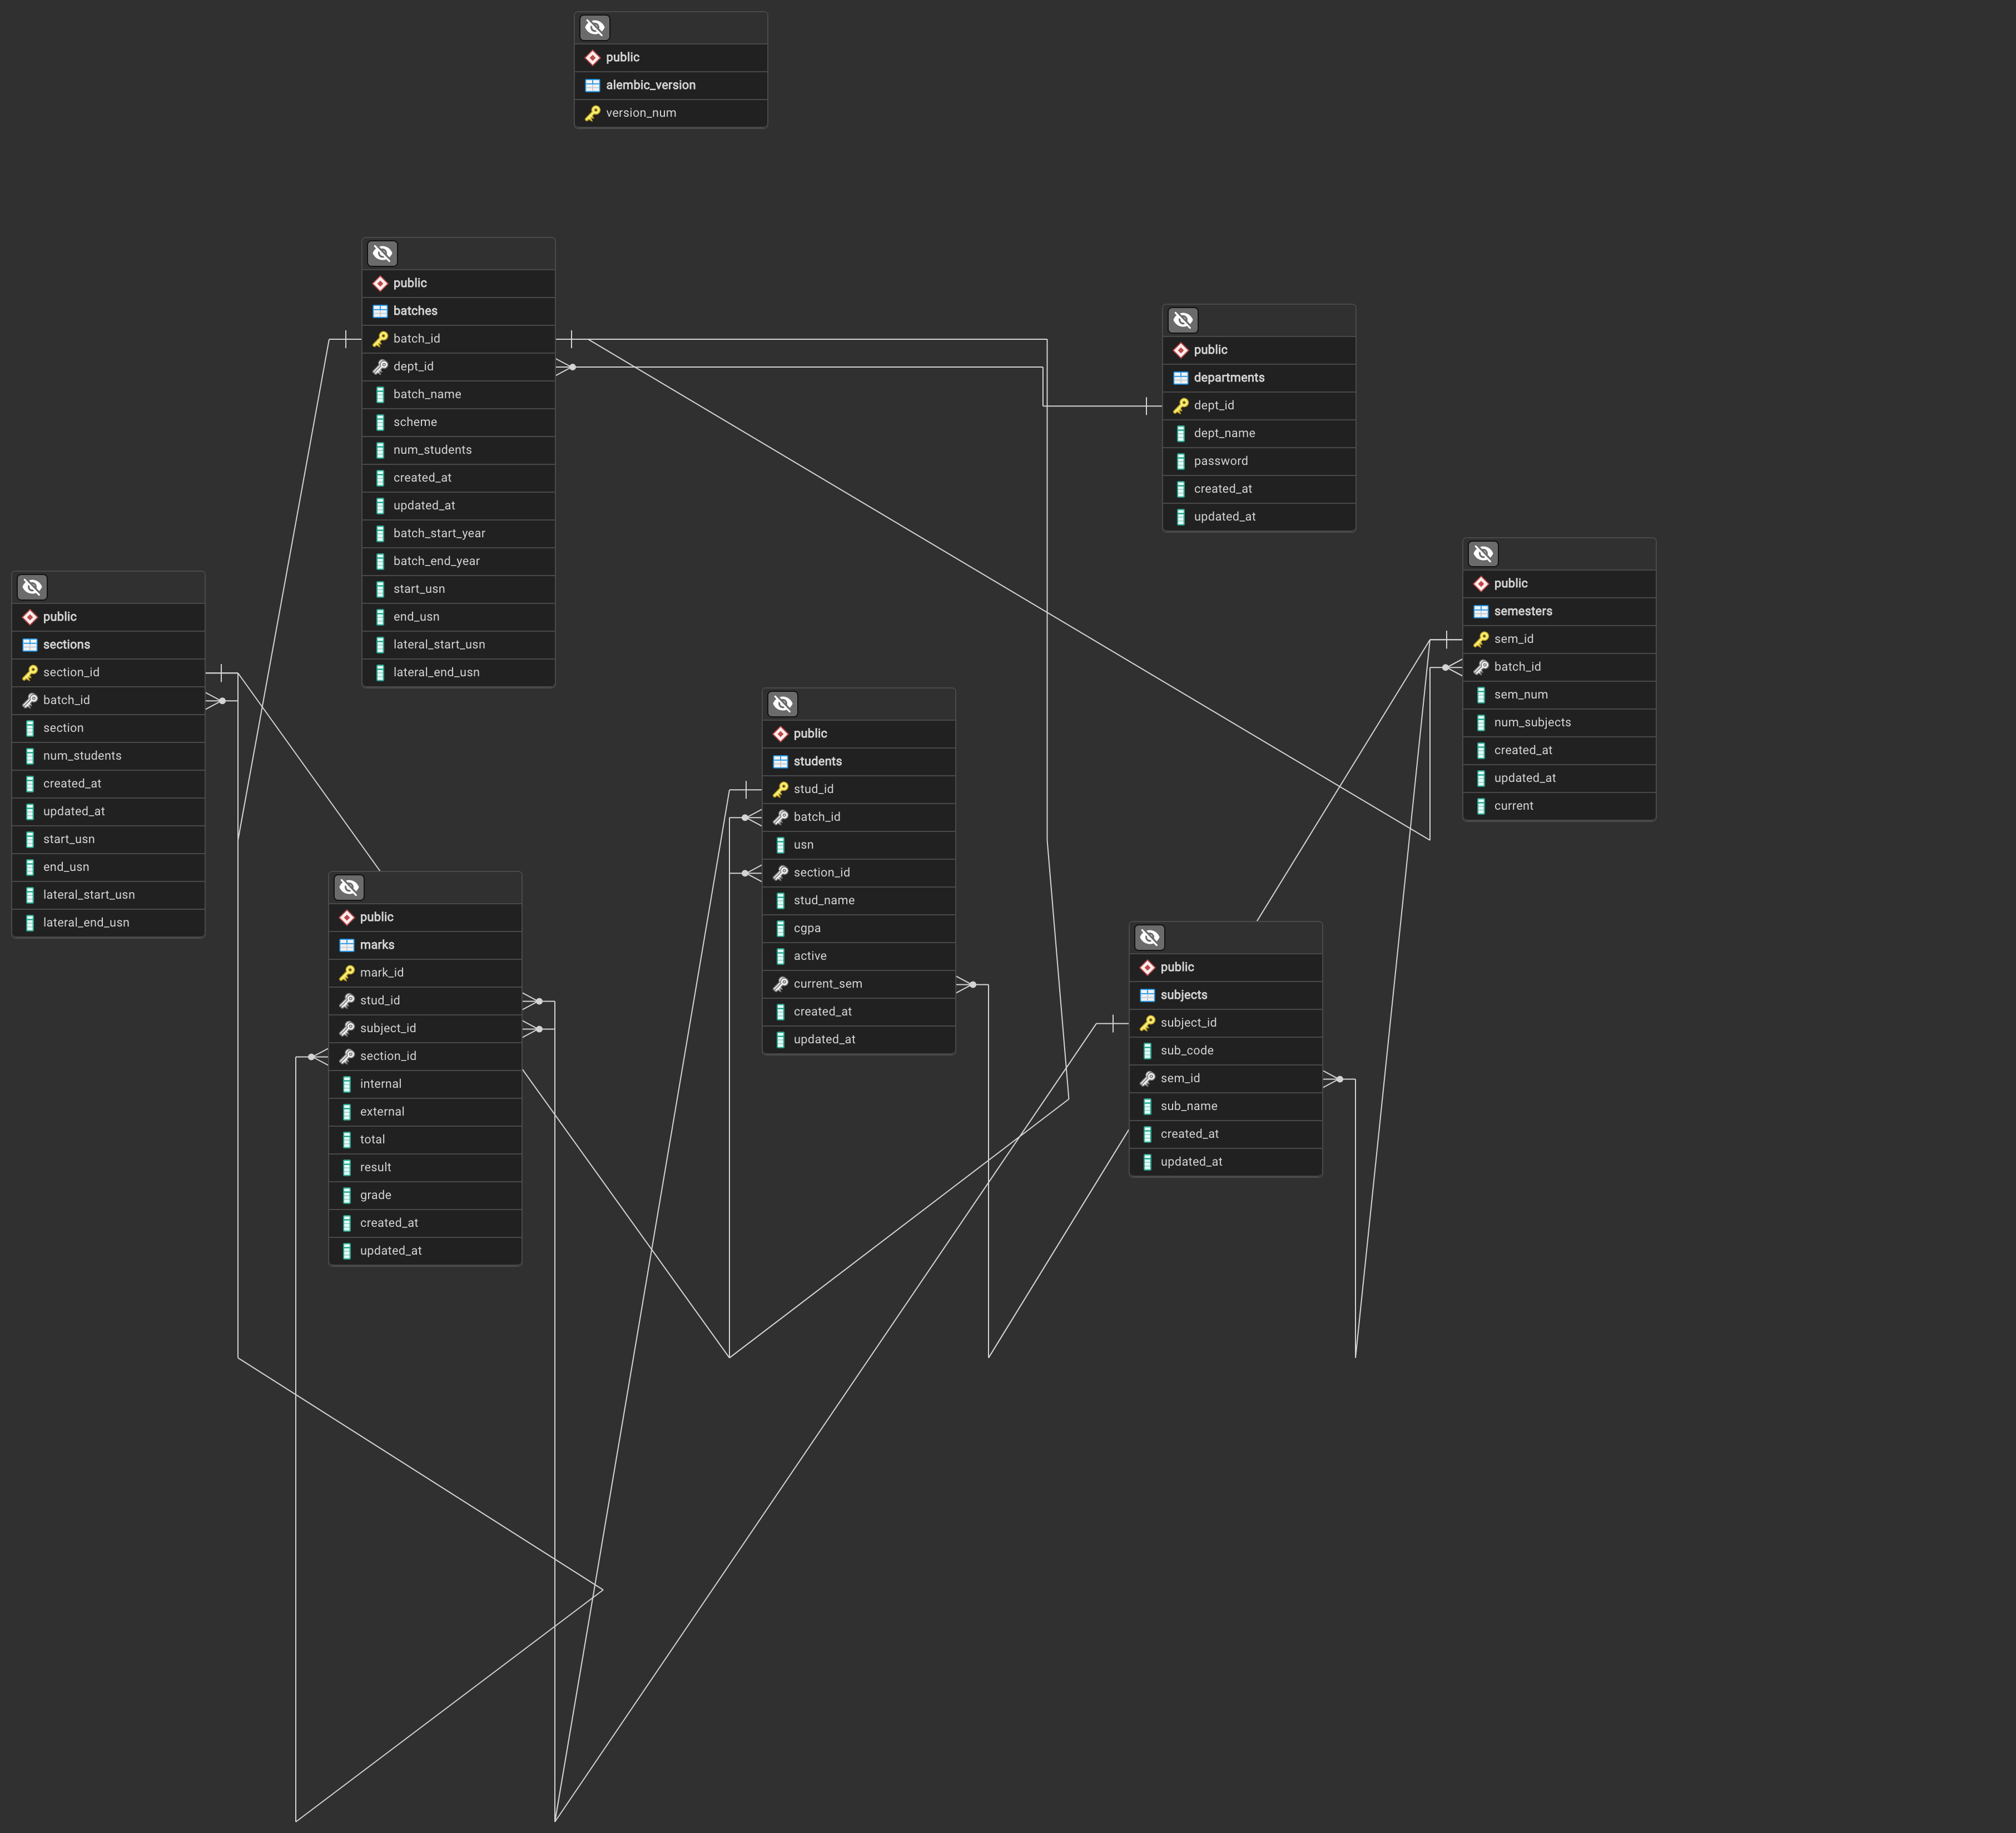 public
alembic_version
version_num
public
batches
batch_id
dept_id
batch_name
scheme
num_students
created_at
updated_at
batch_start_year
batch_end_year
start_usn
end_usn
lateral_start_usn
lateral_end_usn
public
departments
dept_id
dept_name
password
created_at
updated_at
public
semesters
sem_id
batch_id
sem_num
num_subjects
created_at
updated_at
current
public
sections
section_id
batch_id
section
num_students
created_at
updated_at
start_usn
end_usn
lateral_start_usn
lateral_end_usn
public
students
stud_id
batch_id
usn
section_id
stud_name
cgpa
active
current_sem
created_at
updated_at
public
marks
mark_id
stud_id
subject_id
section_id
internal
external
total
result
grade
created_at
updated_at
public
subjects
subject_id
sub_code
sem_id
sub_name
created_at
updated_at